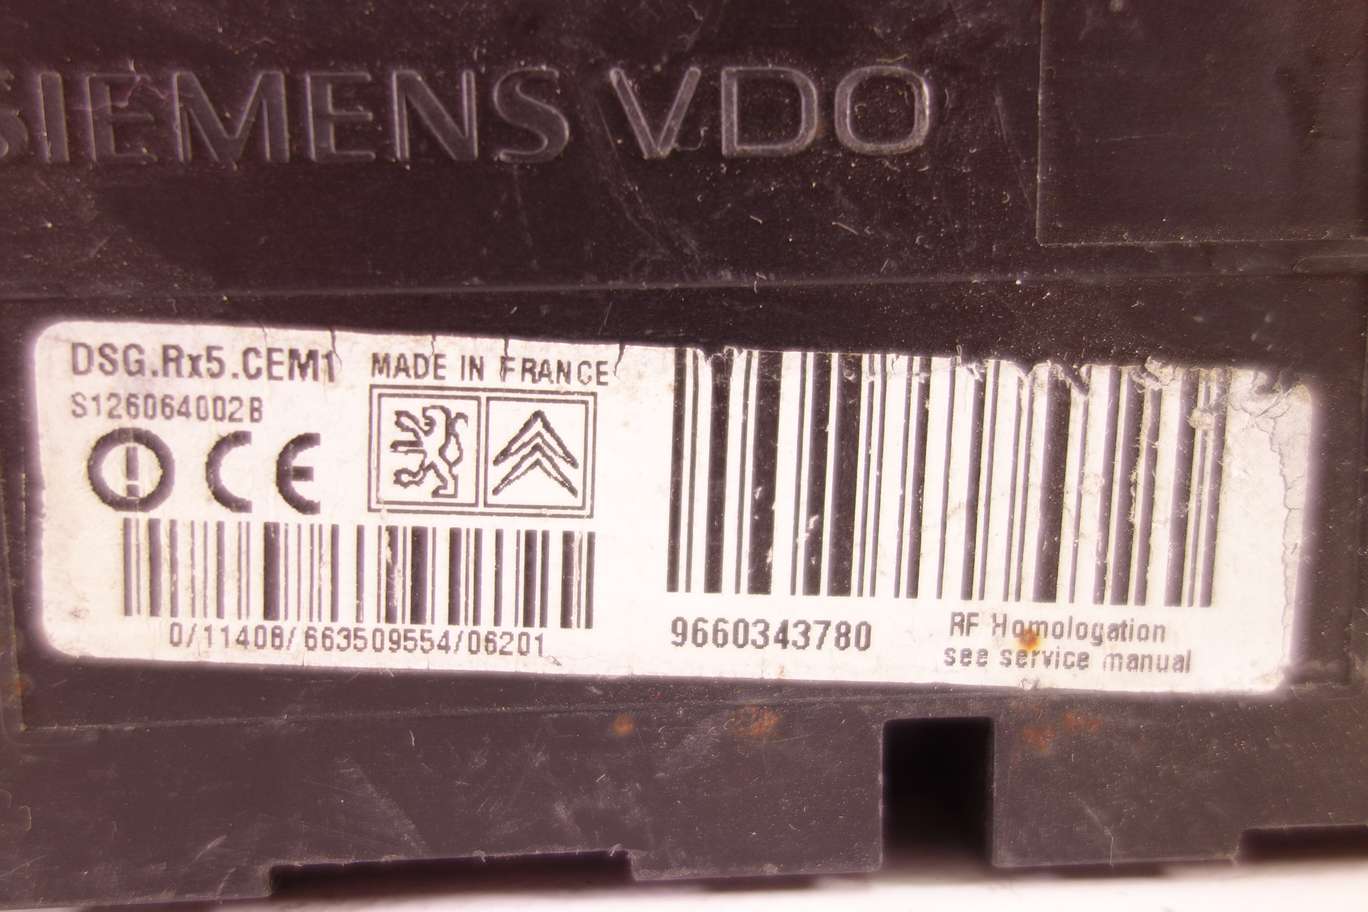 SIEMENS VDO
DSG.Rx5.CEM1
MADE IN FRANCE
S126064002B
CE
0/11408/663509554/06201
9660343780
RF Homologation
see service manual